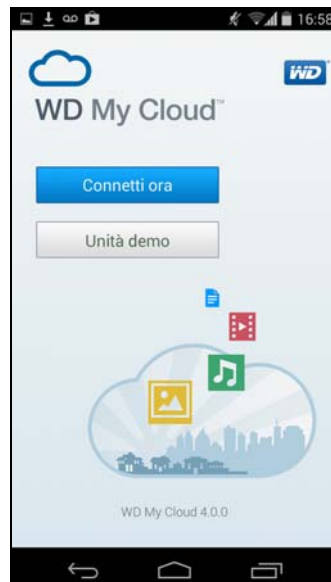 16:58
WD
WD My Cloud™
Connetti ora
Unità demo
WD My Cloud 4.0.0